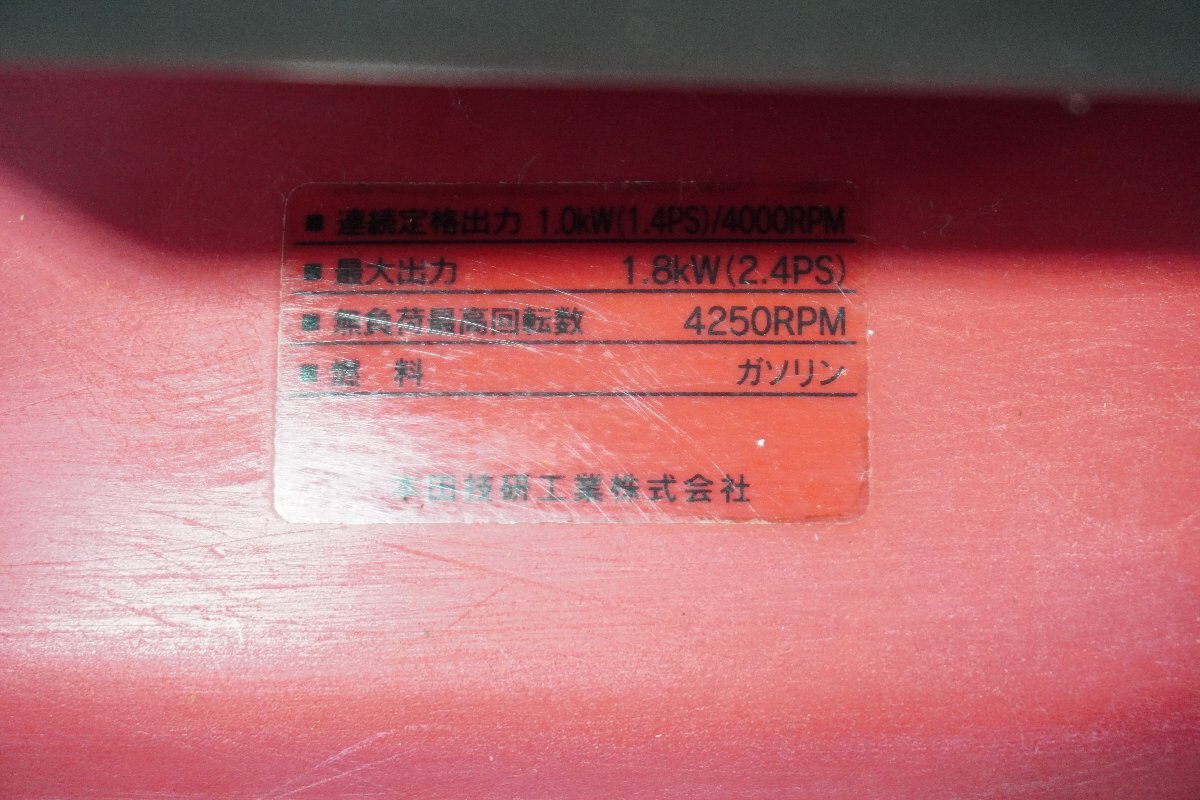 ■ 連続定格出力 1.0kW(1.4PS)/4000RPM
■ 最大出力 1.8kW(2.4PS)
■ 無負荷最高回転数 4250RPM
■ 燃 料 ガソリン
本田技研工業株式会社